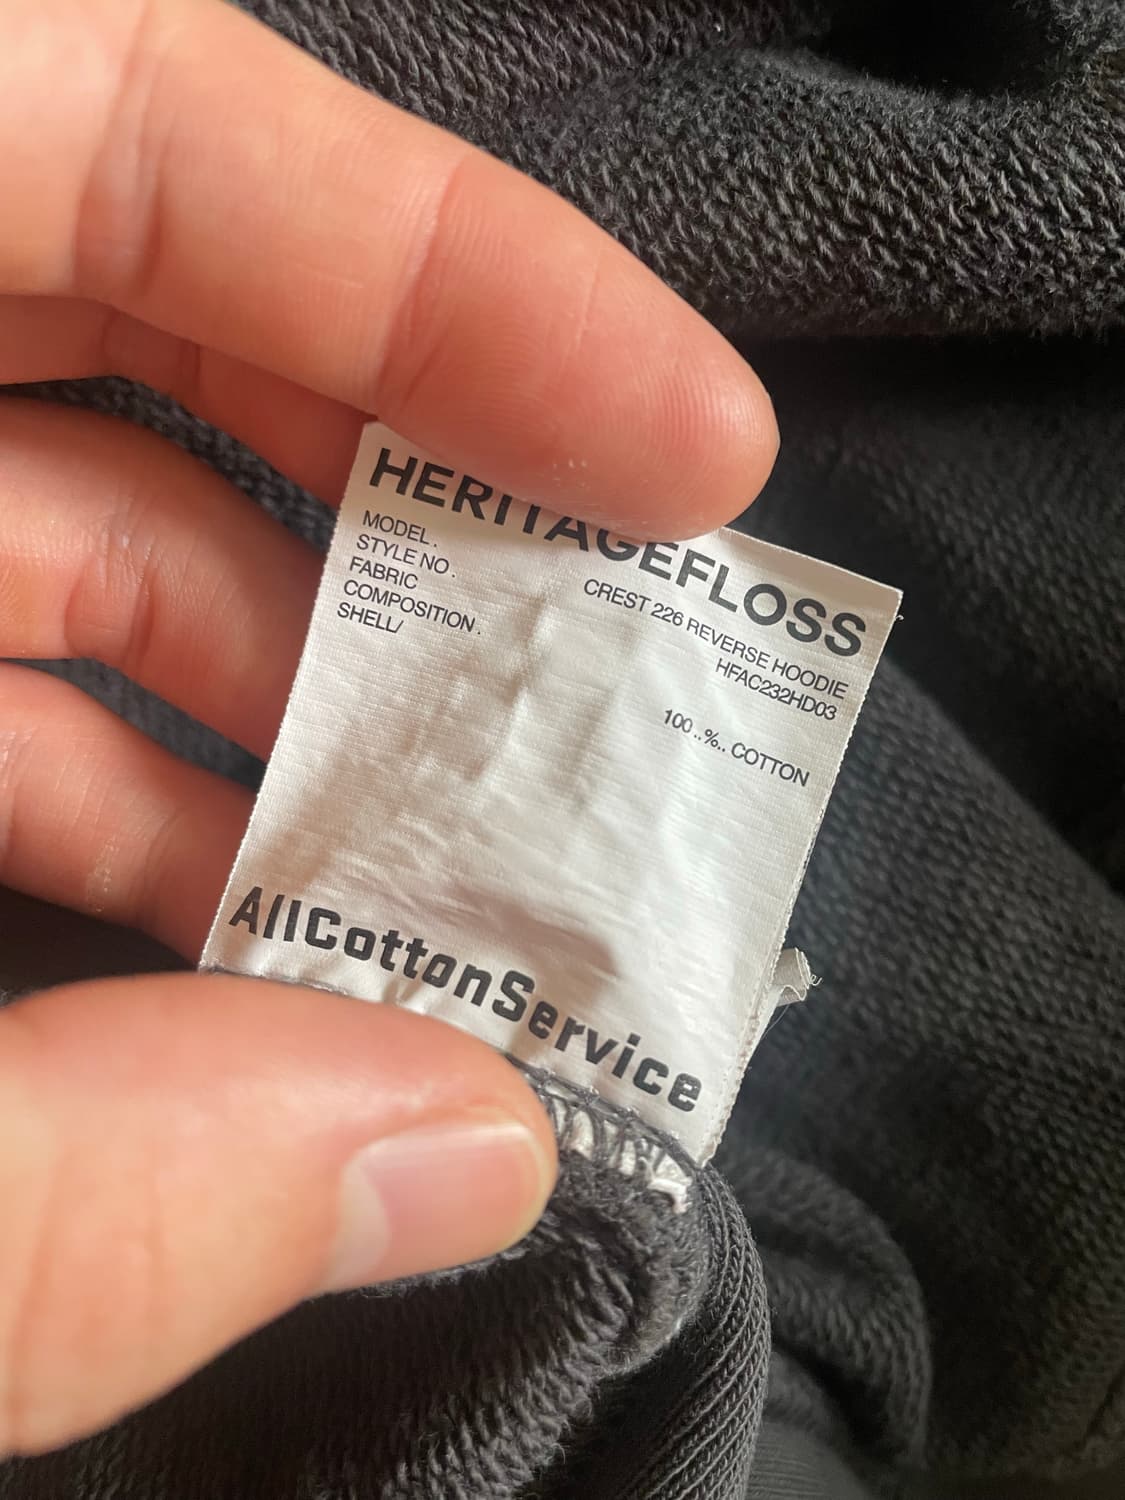 HERITAGEFLOSS
MODEL. CREST 226 REVERSE HOODIE
STYLE NO. HFAC232HD03
FABRIC
COMPOSITION.
SHELL/ 100..%.. COTTON
AllCottonService